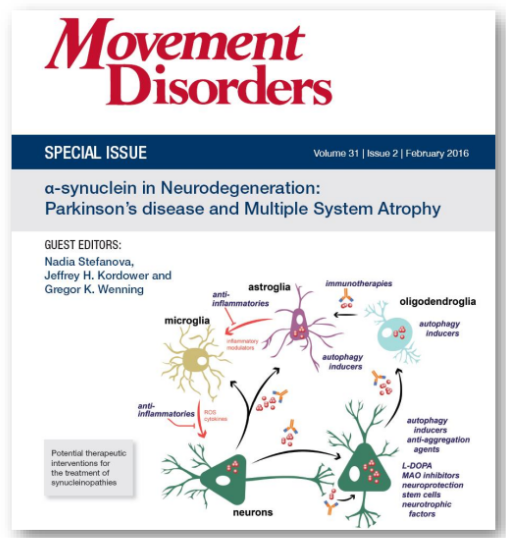 Movement
Disorders
SPECIAL ISSUE
Volume 31 | Issue 2 | February 2016
α-synuclein in Neurodegeneration:
Parkinson's disease and Multiple System Atrophy
GUEST EDITORS:
Nadia Stefanova,
Jeffrey H. Kordower and
Gregor K. Wenning
astroglia
immunotherapies
anti-
inflammatories
oligodendroglia
microglia
inflammatory
modulators
autophagy
inducers
autophagy
inducers
anti-
inflammatories
ROS
cytokines
autophagy
inducers
anti-aggregation
agents
Potential therapeutic
interventions for
the treatment of
synucleinopathies
L-DOPA
MAO inhibitors
neuroprotection
stem cells
neurotrophic
factors
neurons